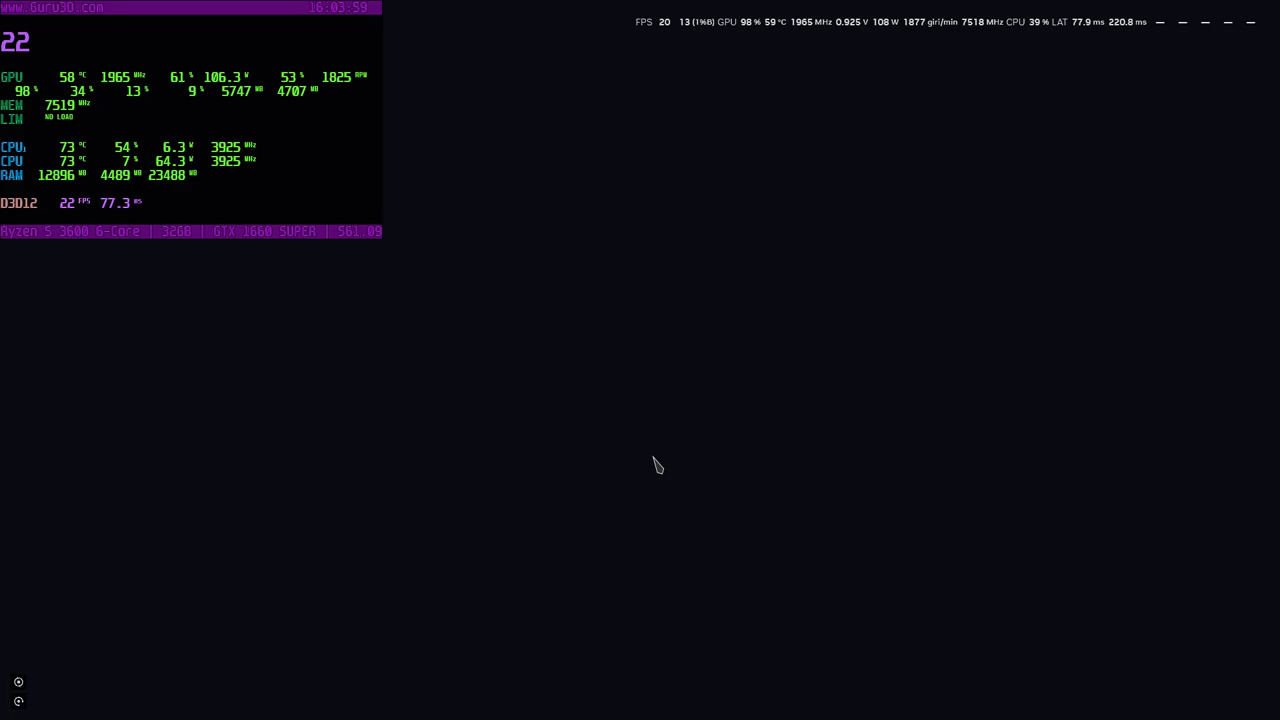 www.Guru3D.com 16:03:59
FPS 20 13 (1%B) GPU 98 % 59 °C 1965 MHz 0.925 V 108 W 1877 giri/min 7518 MHz CPU 39 % LAT 77.9 ms 220.8 ms — — — — —
22
GPU 58 °C 1965 MHz 61 % 106.3 W 53 % 1825 RPM
98 % 34 % 13 % 9 % 5747 MB 4707 MB
MEM 7519 MHz
LIM NO LOAD
CPU1 73 °C 54 % 6.3 W 3925 MHz
CPU 73 °C 7 % 64.3 W 3925 MHz
RAM 12896 MB 4489 MB 23488 MB
D3D12 22 FPS 77.3 ms
Ryzen 5 3600 6-Core | 32GB | GTX 1660 SUPER | 561.09